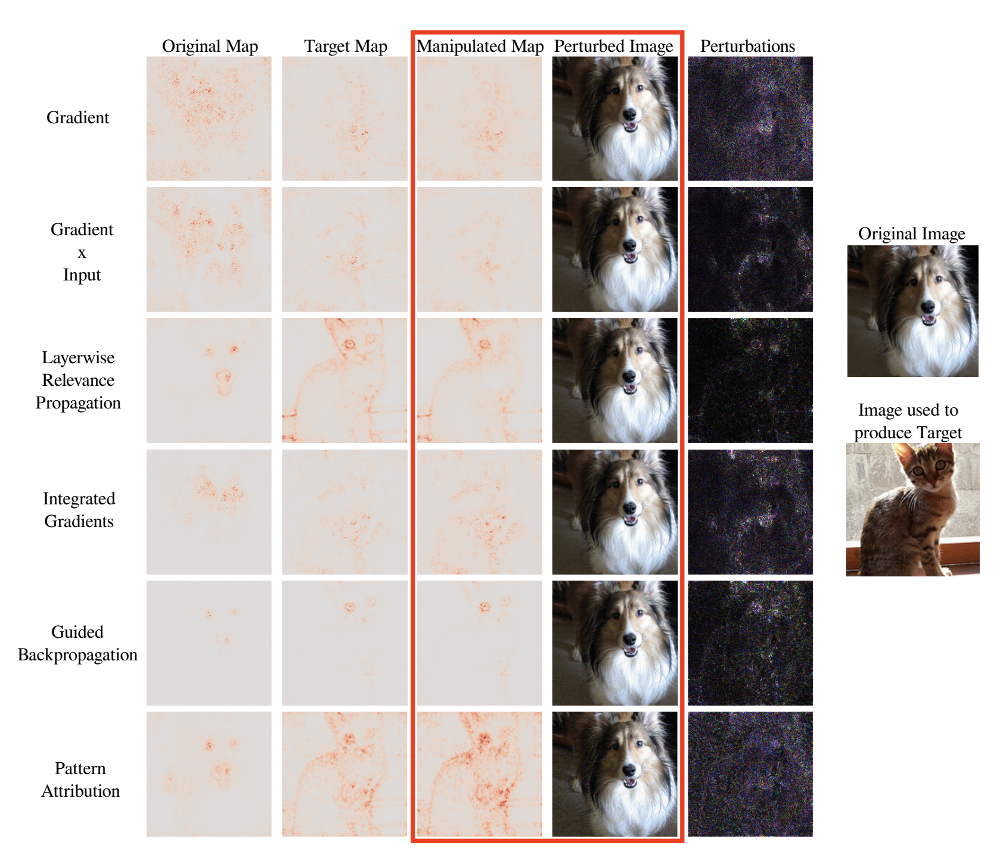 Original Map Target Map Manipulated Map Perturbed Image Perturbations
Gradient
Gradient
x
Input
Layerwise
Relevance
Propagation
Integrated
Gradients
Guided
Backpropagation
Pattern
Attribution
Original Image
Image used to
produce Target